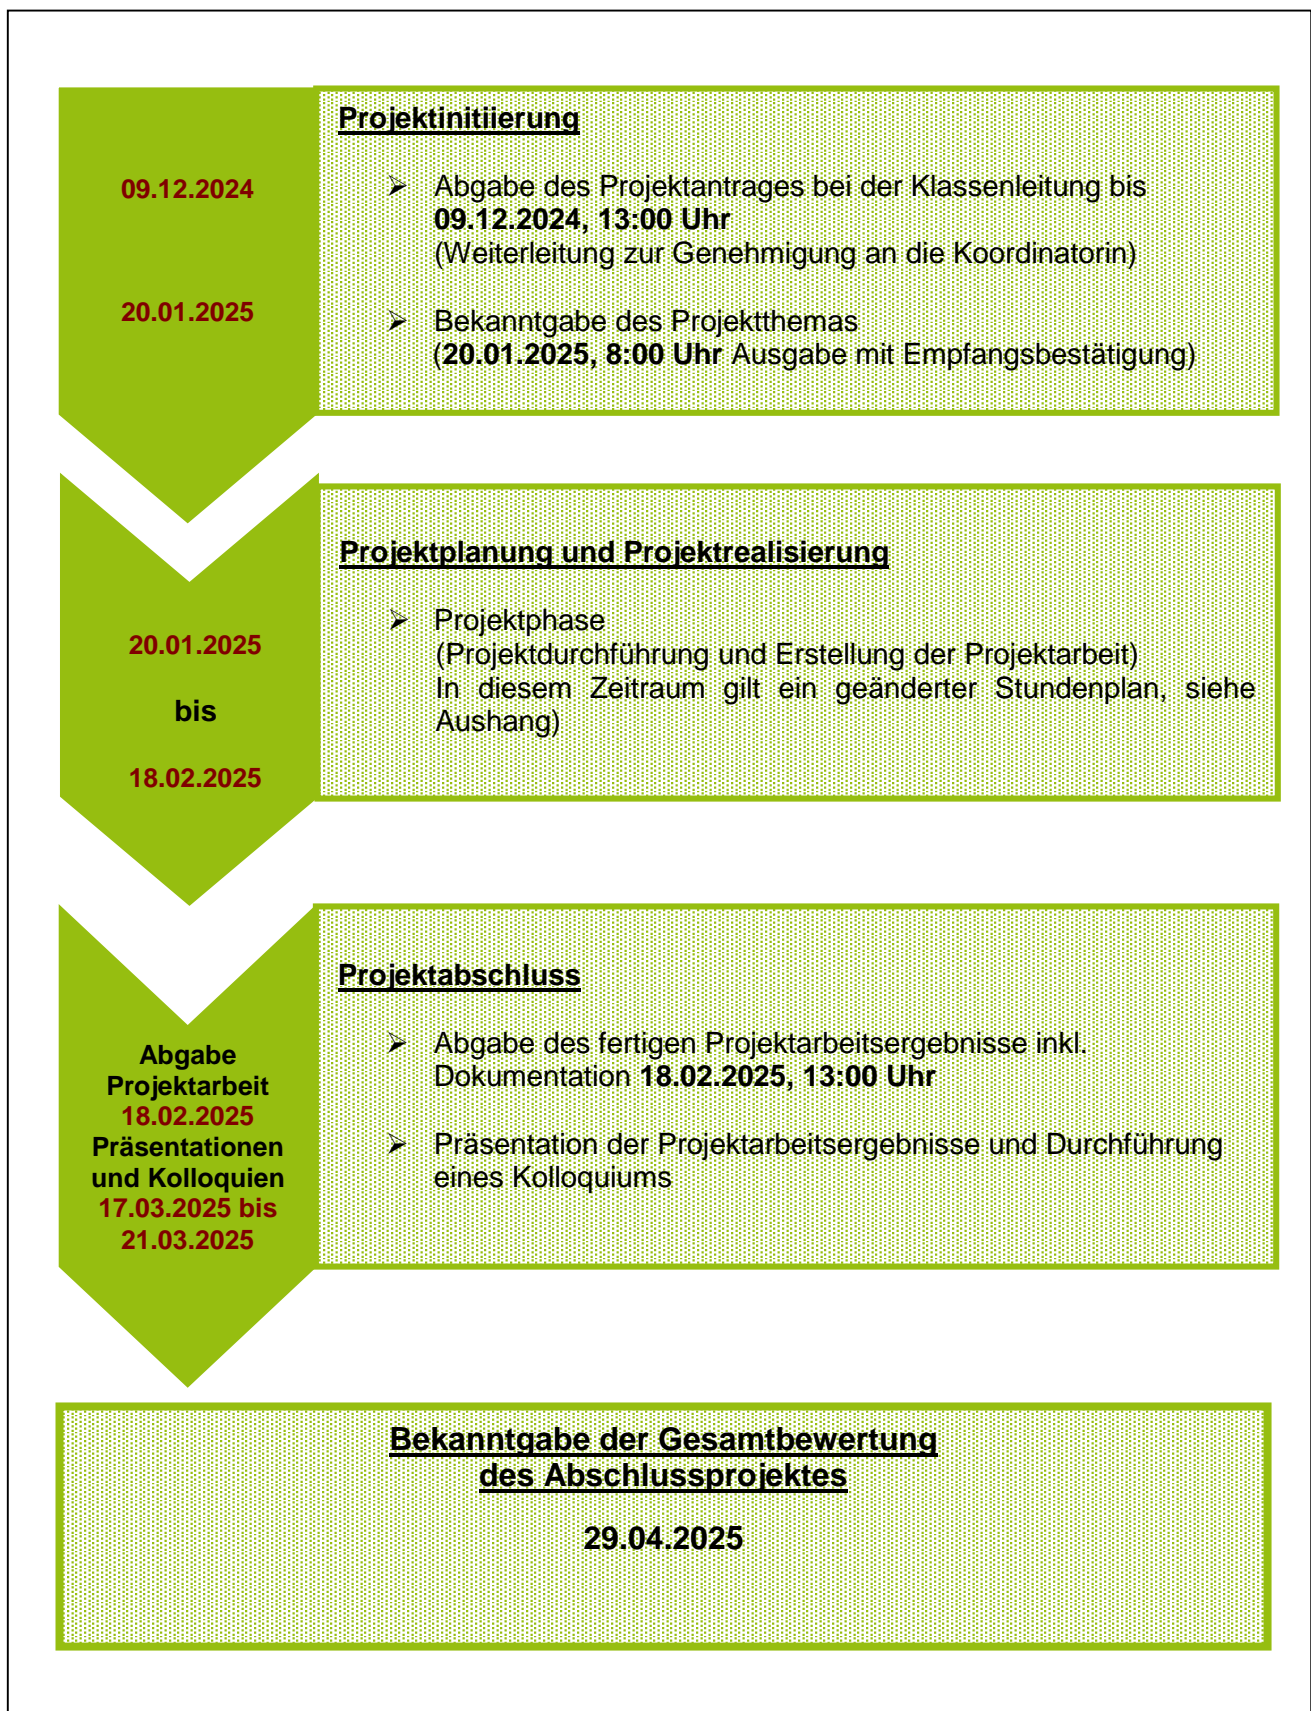 09.12.2024
20.01.2025
Projektinitiierung
➢ Abgabe des Projektantrages bei der Klassenleitung bis
09.12.2024, 13:00 Uhr
(Weiterleitung zur Genehmigung an die Koordinatorin)
➢ Bekanntgabe des Projektthemas
(20.01.2025, 8:00 Uhr Ausgabe mit Empfangsbestätigung)
20.01.2025
bis
18.02.2025
Projektplanung und Projektrealisierung
➢ Projektphase
(Projektdurchführung und Erstellung der Projektarbeit)
In diesem Zeitraum gilt ein geänderter Stundenplan, siehe
Aushang)
Abgabe
Projektarbeit
18.02.2025
Präsentationen
und Kolloquien
17.03.2025 bis
21.03.2025
Projektabschluss
➢ Abgabe des fertigen Projektarbeitsergebnisse inkl.
Dokumentation 18.02.2025, 13:00 Uhr
➢ Präsentation der Projektarbeitsergebnisse und Durchführung
eines Kolloquiums
Bekanntgabe der Gesamtbewertung
des Abschlussprojektes
29.04.2025